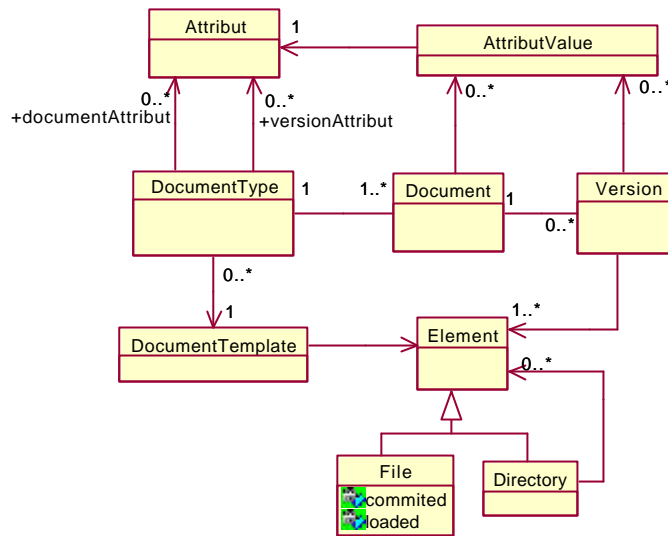 Attribut
1
AttributValue
0..*
0..*
0..*
0..*
+documentAttribut
+versionAttribut
DocumentType
1
1..*
Document
1
0..*
Version
0..*
1
DocumentTemplate
1..*
Element
0..*
File
commited
loaded
Directory